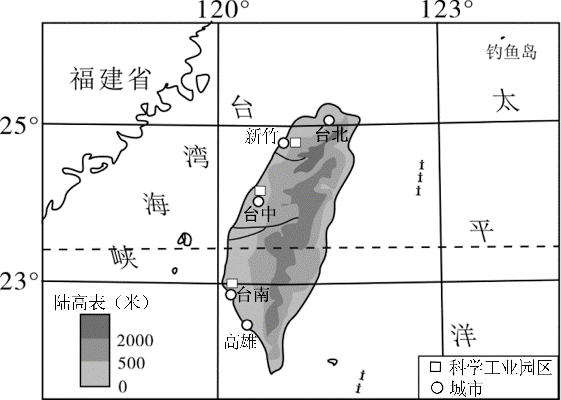 120° 123°
钓鱼岛
福建省
台湾海峡
太平洋
25°
新竹
台北
台中
23°
台南
高雄
陆高表（米）
2000
500
0
科学工业园区
城市